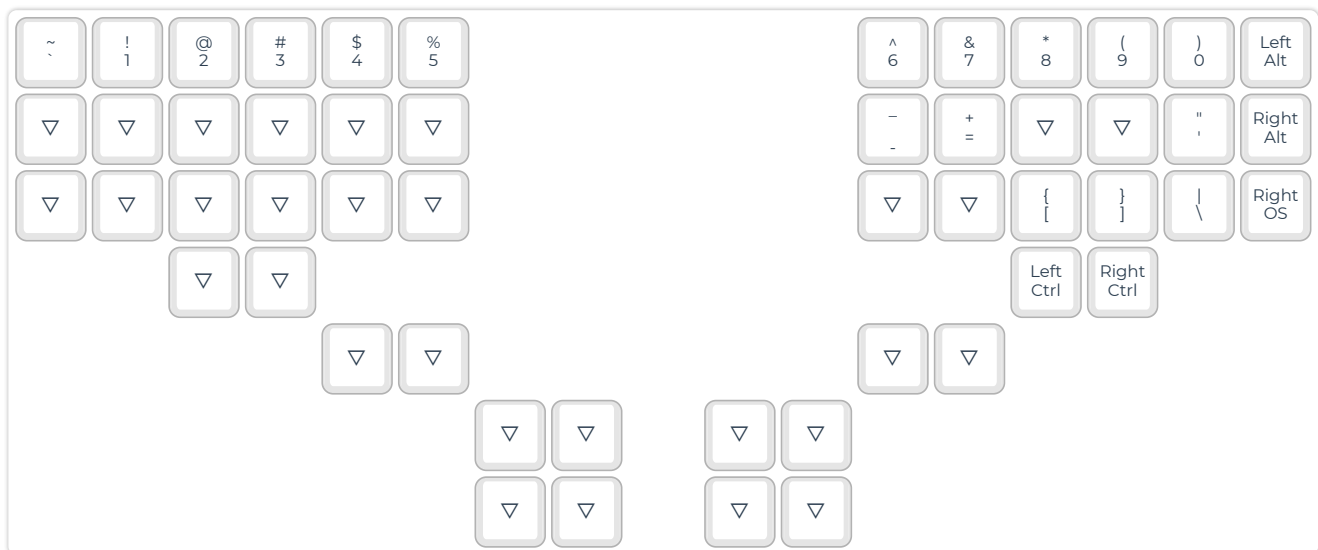 ~ ! @ # $ % ^ & * ( ) Left
` 1 2 3 4 5 6 7 8 9 0 Alt
▽ ▽ ▽ ▽ ▽ ▽ _ + ▽ ▽ " Right
- = ' Alt
▽ ▽ ▽ ▽ ▽ ▽ ▽ ▽ { } | Right
[ ] \ OS
▽ ▽ Left Right
Ctrl Ctrl
▽ ▽ ▽ ▽
▽ ▽ ▽ ▽
▽ ▽ ▽ ▽